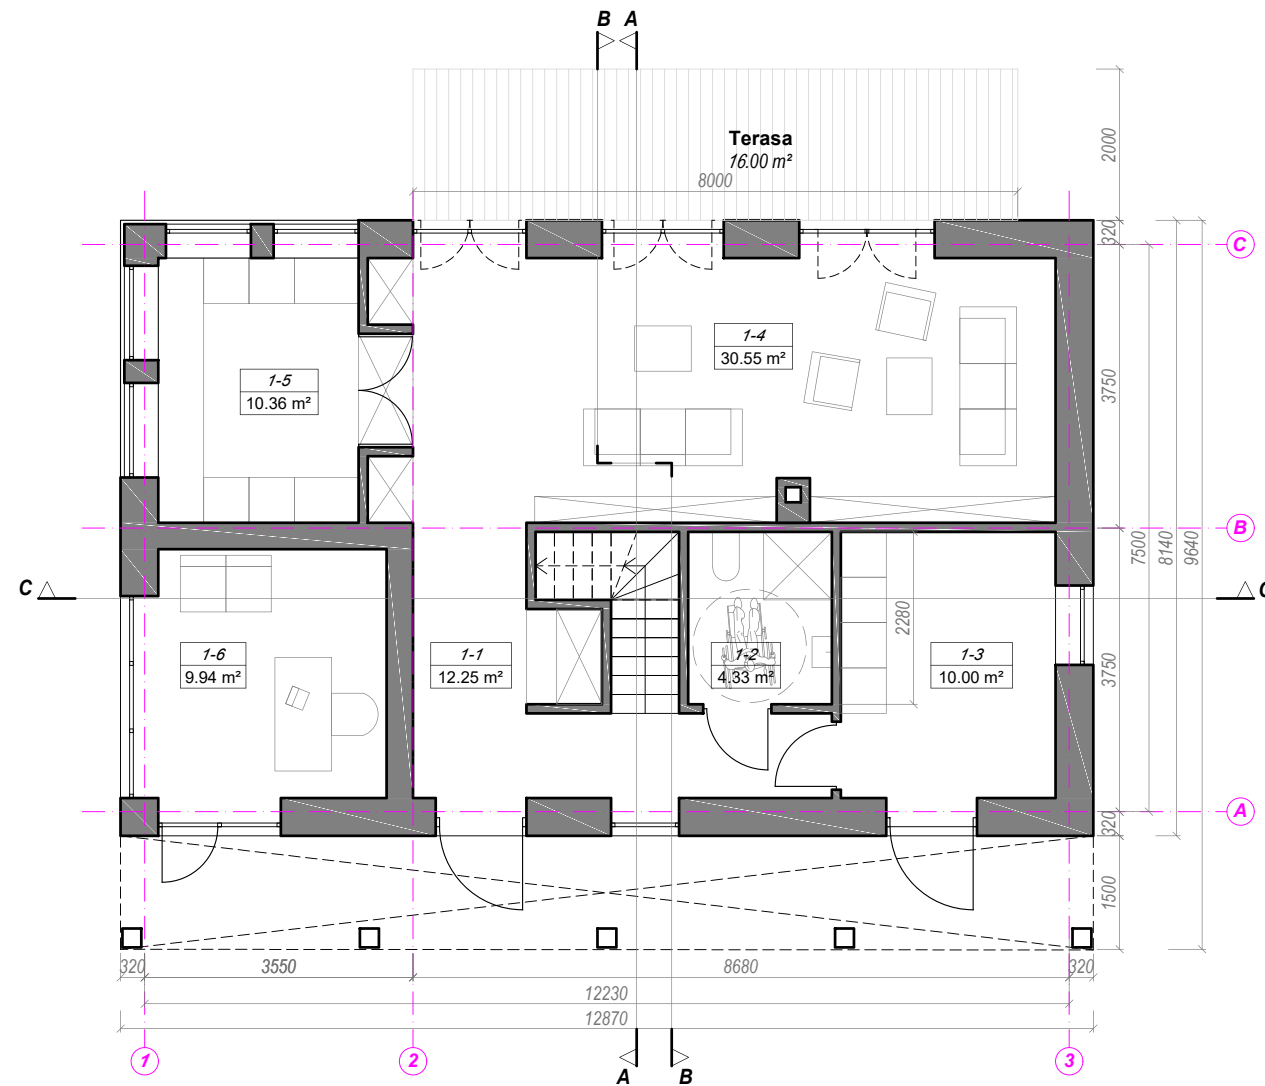 B A
Terasa
16.00 m²
8000
2000
320
C
1-4
30.55 m²
1-5
10.36 m²
3750
B
7500
8140
9640
C
C
2280
1-6
9.94 m²
1-1
12.25 m²
1-2
4.33 m²
1-3
10.00 m²
3750
A
320
1500
320
3550
8680
320
12230
12870
1
2
3
A
B